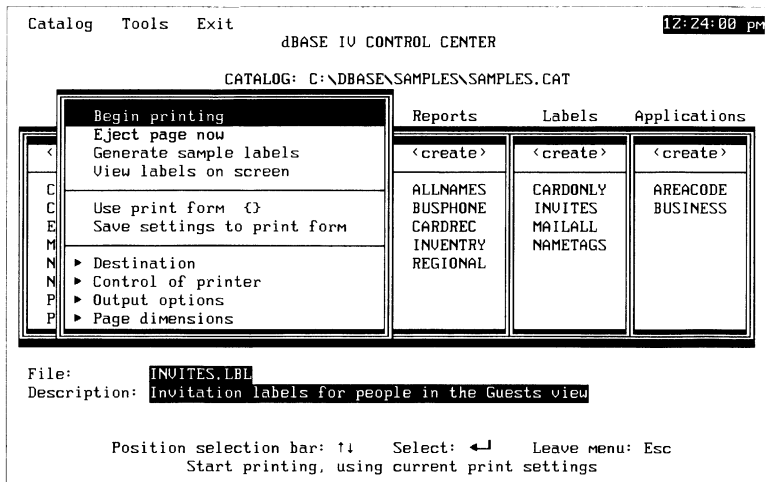 Catalog Tools Exit 12:24:00 pm
dBASE IV CONTROL CENTER
CATALOG: C:\DBASE\SAMPLES\SAMPLES.CAT
Begin printing Reports Labels Applications
Eject page now
< Generate sample labels <create> <create> <create>
View labels on screen
C ALLNAMES CARDONLY AREACODE
C Use print form {} BUSPHONE INVITES BUSINESS
E Save settings to print form CARDREC MAILALL
M INVENTRY NAMETAGS
N ► Destination REGIONAL
N ► Control of printer
P ► Output options
P ► Page dimensions
File: INVITES.LBL
Description: Invitation labels for people in the Guests view
Position selection bar: ↑↓ Select: ↵ Leave menu: Esc
Start printing, using current print settings